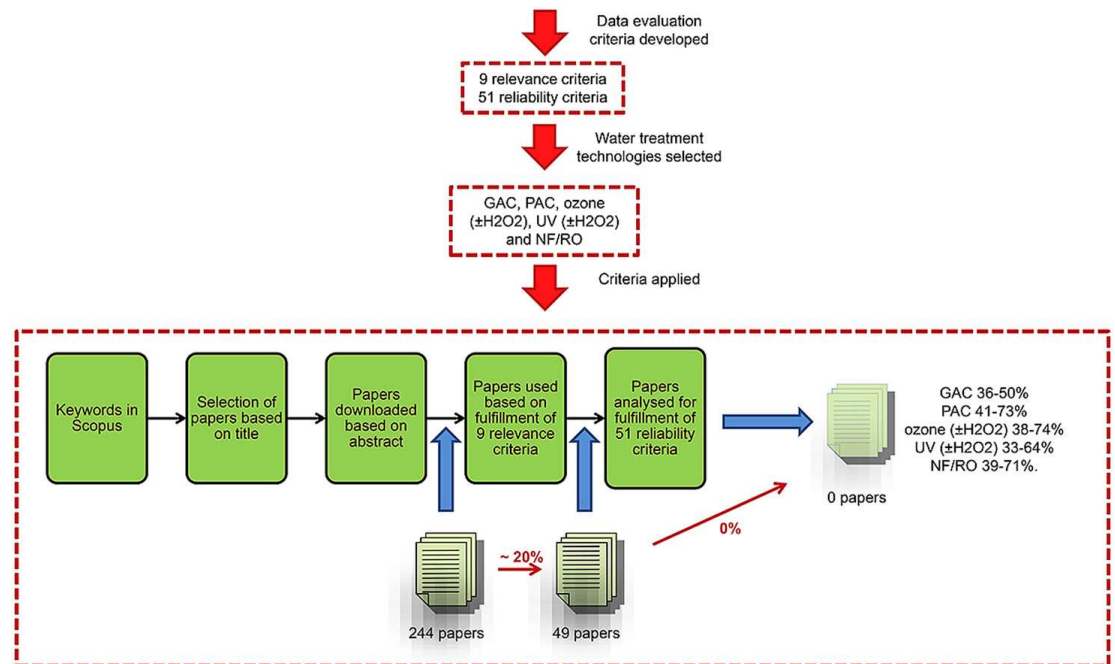 Data evaluation
criteria developed
9 relevance criteria
51 reliability criteria
Water treatment
technologies selected
GAC, PAC, ozone
(±H2O2), UV (±H2O2)
and NF/RO
Criteria applied
Keywords in
Scopus
Selection of
papers based
on title
Papers
downloaded
based on
abstract
Papers used
based on
fulfillment of
9 relevance
criteria
Papers
analysed for
fulfillment of
51 reliability
criteria
GAC 36-50%
PAC 41-73%
ozone (±H2O2) 38-74%
UV (±H2O2) 33-64%
NF/RO 39-71%.
0 papers
0%
~ 20%
244 papers
49 papers